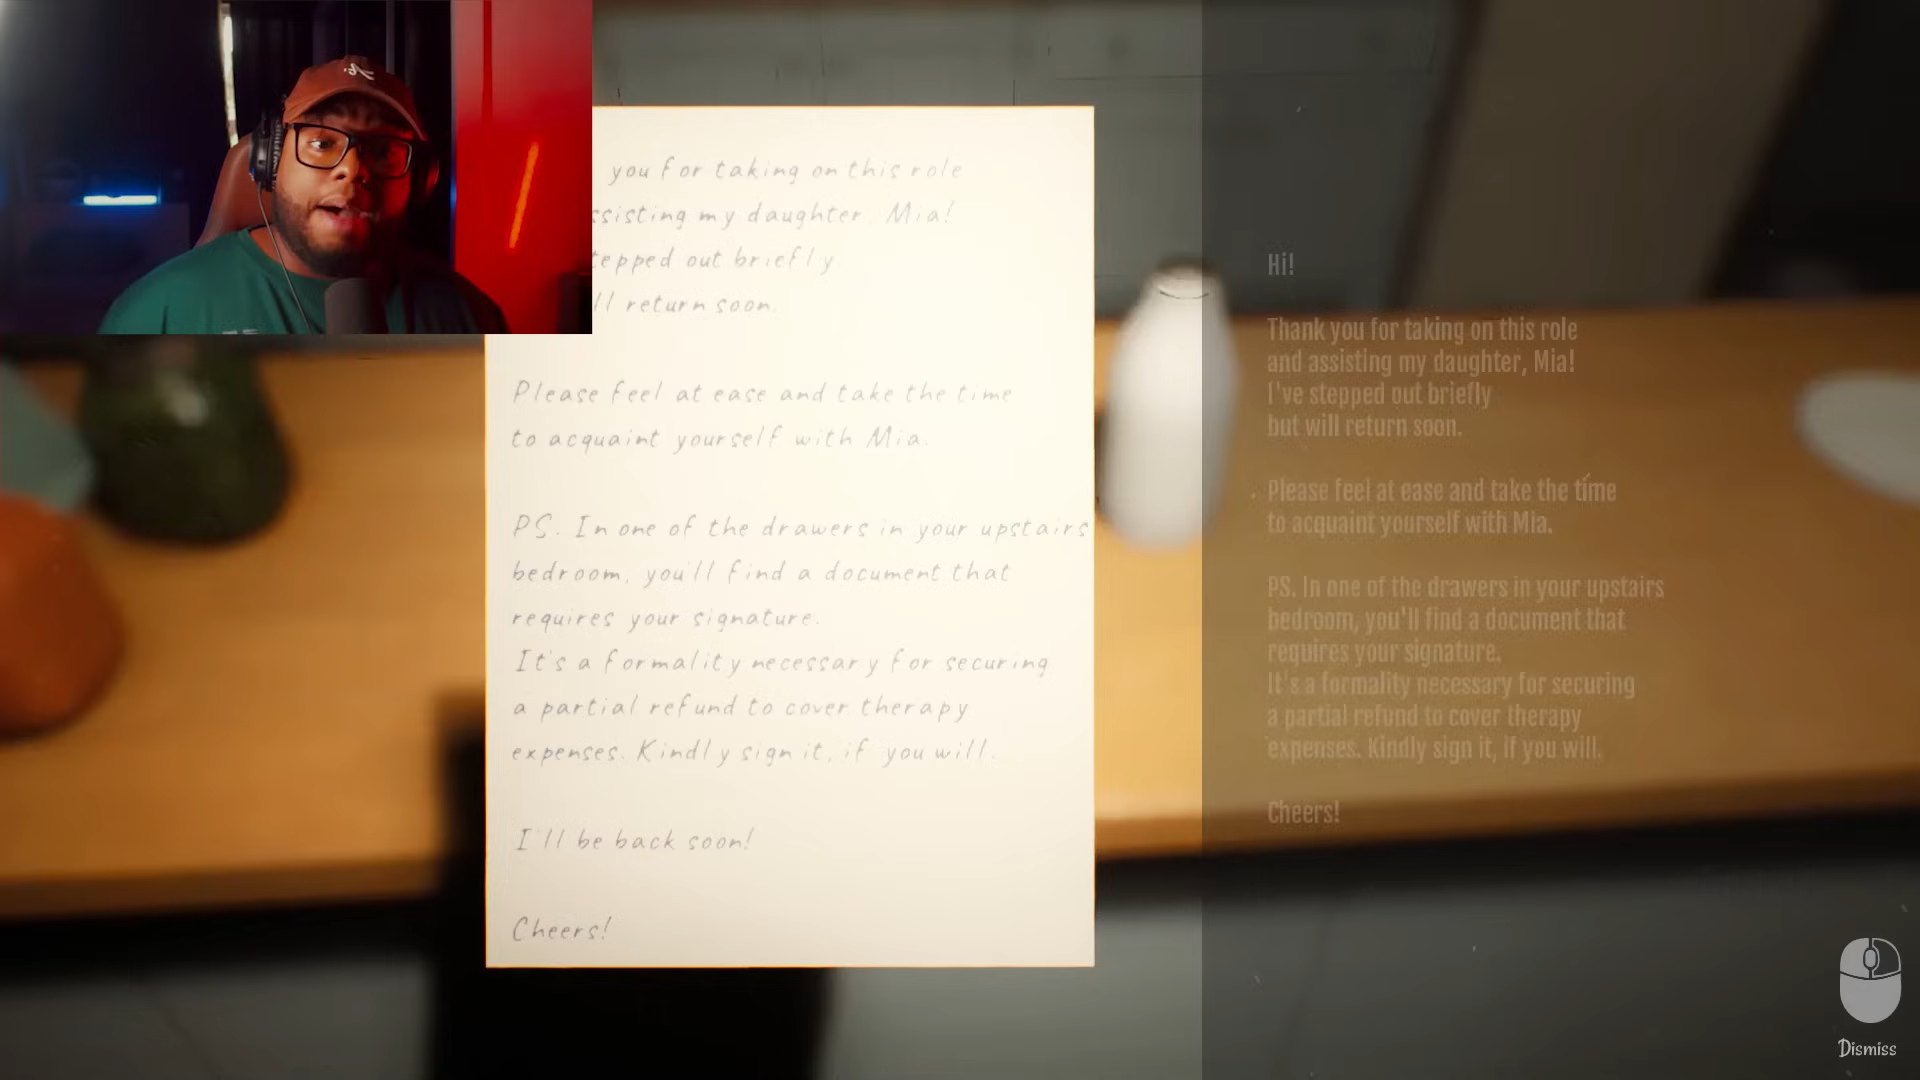 you for taking on this role
ssisting my daughter, Mia!
tepped out briefly
ll return soon.
Please feel at ease and take the time
to acquaint yourself with Mia.
PS. In one of the drawers in your upstairs
bedroom, you'll find a document that
requires your signature.
It's a formality necessary for securing
a partial refund to cover therapy
expenses. Kindly sign it, if you will.
I'll be back soon!
Cheers!
Hi!
Thank you for taking on this role
and assisting my daughter, Mia!
I've stepped out briefly
but will return soon.
Please feel at ease and take the time
to acquaint yourself with Mia.
PS. In one of the drawers in your upstairs
bedroom, you'll find a document that
requires your signature.
It's a formality necessary for securing
a partial refund to cover therapy
expenses. Kindly sign it, if you will.
Cheers!
Dismiss